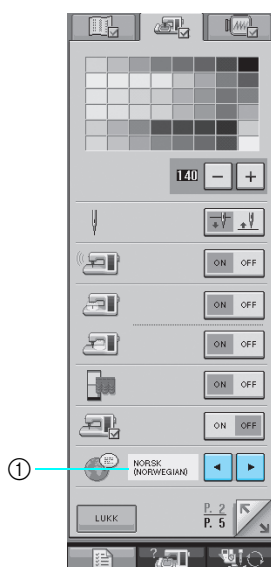 140 − +
ON OFF
ON OFF
ON OFF
ON OFF
ON OFF
① NORSK
(NORWEGIAN)
LUKK
P. 2
P. 5
?